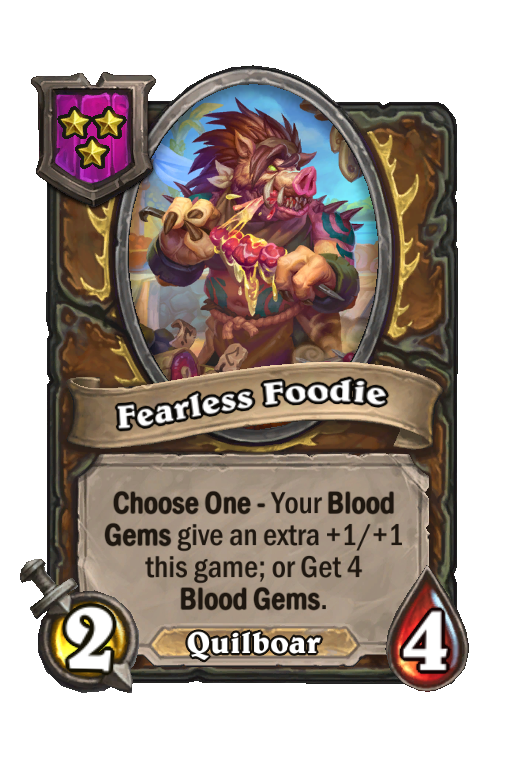 Fearless Foodie
Choose One - Your Blood
Gems give an extra +1/+1
this game; or Get 4
Blood Gems.
2
Quilboar
4